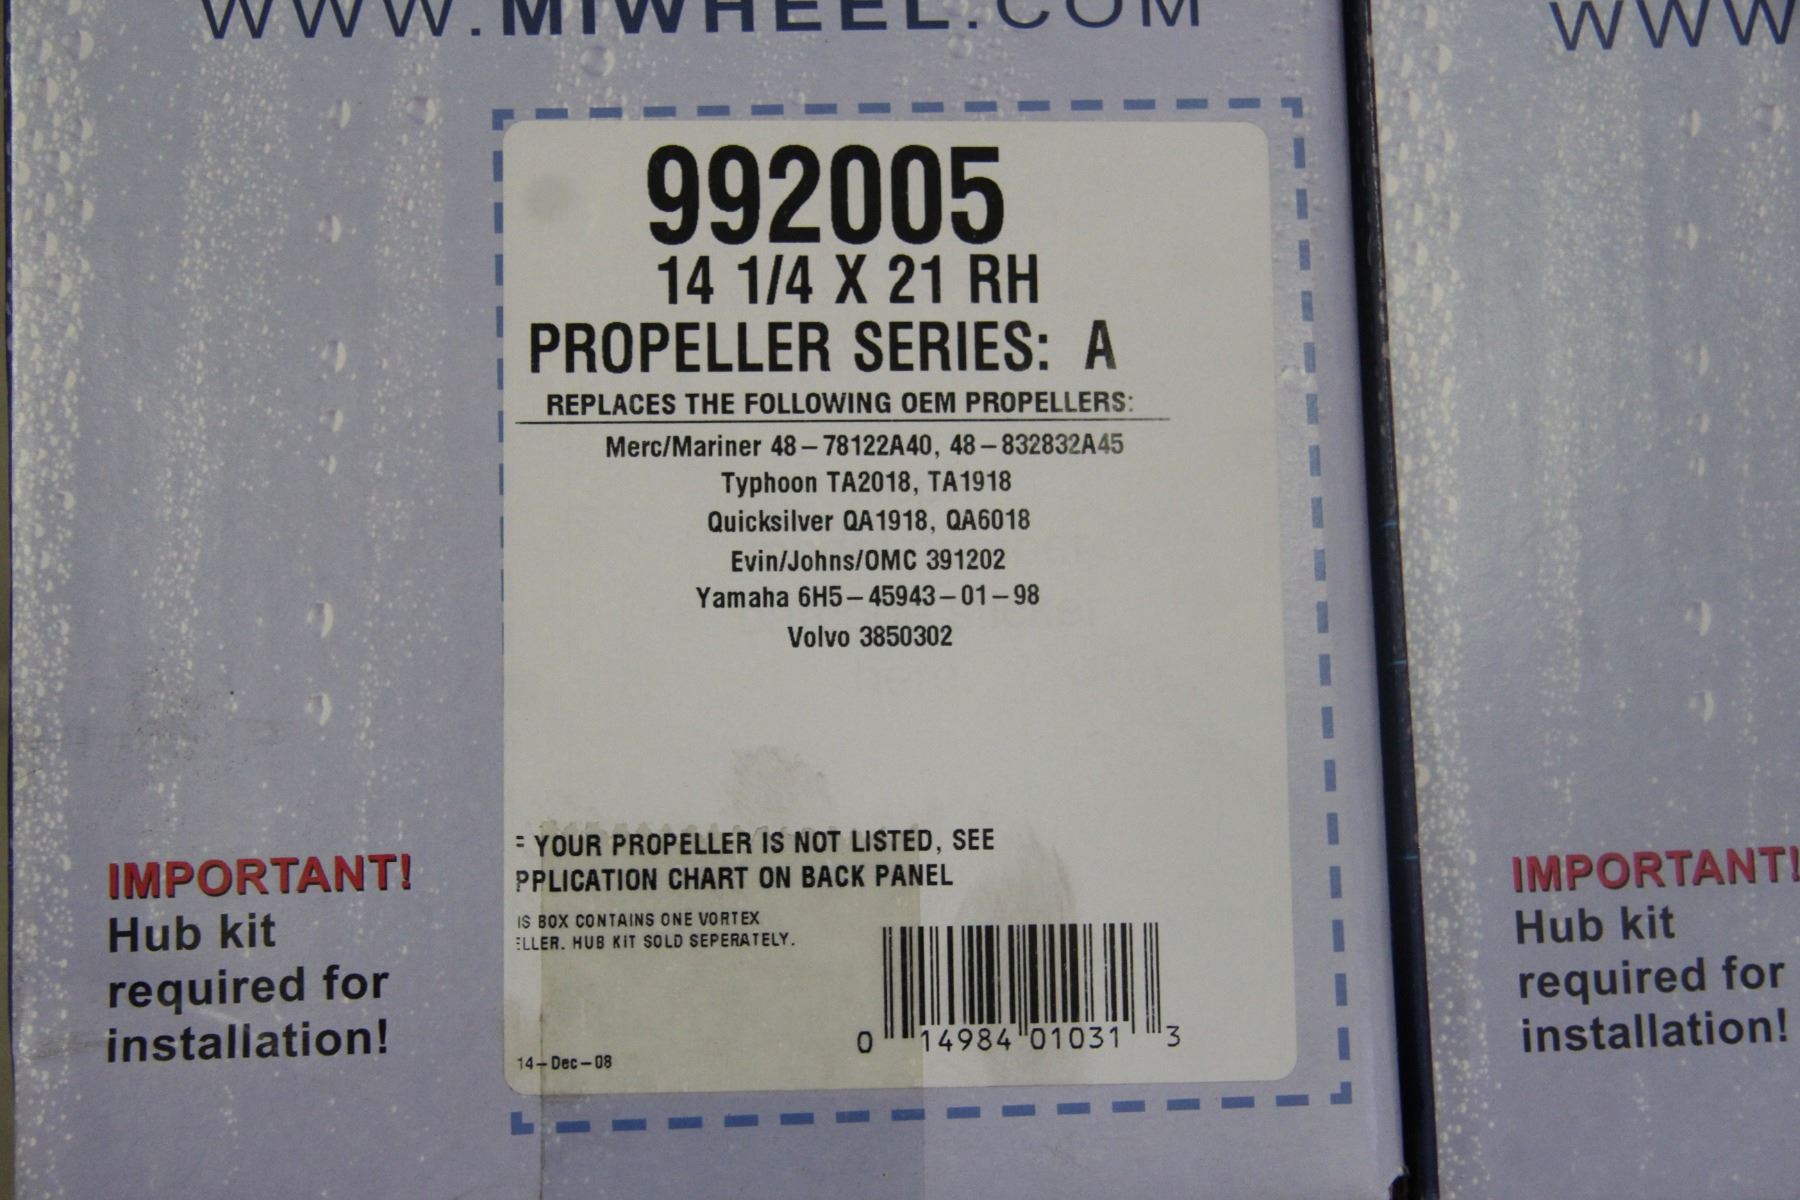 WWW.MIWHEEL.COM
WWW
992005
14 1/4 X 21 RH
PROPELLER SERIES: A
REPLACES THE FOLLOWING OEM PROPELLERS:
Merc/Mariner 48-78122A40, 48-832832A45
Typhoon TA2018, TA1918
Quicksilver QA1918, QA6018
Evin/Johns/OMC 391202
Yamaha 6H5-45943-01-98
Volvo 3850302
YOUR PROPELLER IS NOT LISTED, SEE
PPLICATION CHART ON BACK PANEL
IS BOX CONTAINS ONE VORTEX
ELLER. HUB KIT SOLD SEPERATELY.
0 14984 01031 3
14-Dec-08
IMPORTANT!
Hub kit
required for
installation!
IMPORTANT!
Hub kit
required for
installation!